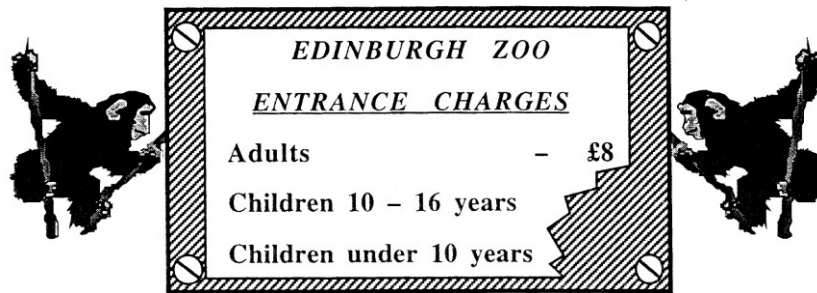 EDINBURGH ZOO
ENTRANCE CHARGES
Adults – £8
Children 10 – 16 years
Children under 10 years